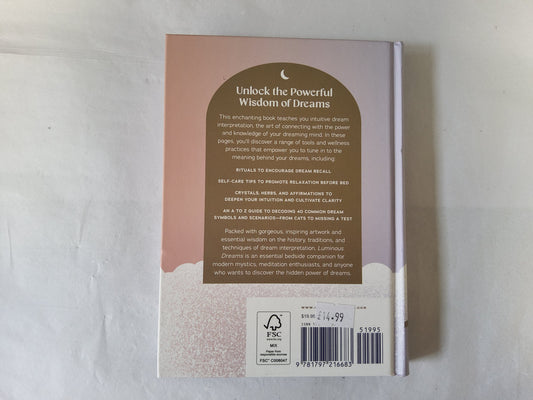 Unlock the Powerful
Wisdom of Dreams
This enchanting book teaches you intuitive dream
interpretation, the art of connecting with the power
and knowledge of your dreaming mind. In these
pages, you'll discover a range of tools and wellness
practices that empower you to tune in to the
meaning behind your dreams, including:
RITUALS TO ENCOURAGE DREAM RECALL
SELF-CARE TIPS TO PROMOTE RELAXATION BEFORE BED
CRYSTALS, HERBS, AND AFFIRMATIONS TO
DEEPEN YOUR INTUITION AND CULTIVATE CLARITY
AN A TO Z GUIDE TO DECODING 40 COMMON DREAM
SYMBOLS AND SCENARIOS—FROM CATS TO MISSING A TEST
Packed with gorgeous, inspiring artwork and
essential wisdom on the history, traditions, and
techniques of dream interpretation, Luminous
Dreams is an essential bedside companion for
modern mystics, meditation enthusiasts, and anyone
who wants to discover the hidden power of dreams.
FSC
MIX
Paper from
responsible sources
FSC® C008047
$19.95
£14.99
ISBN
51995
9 781797 216683